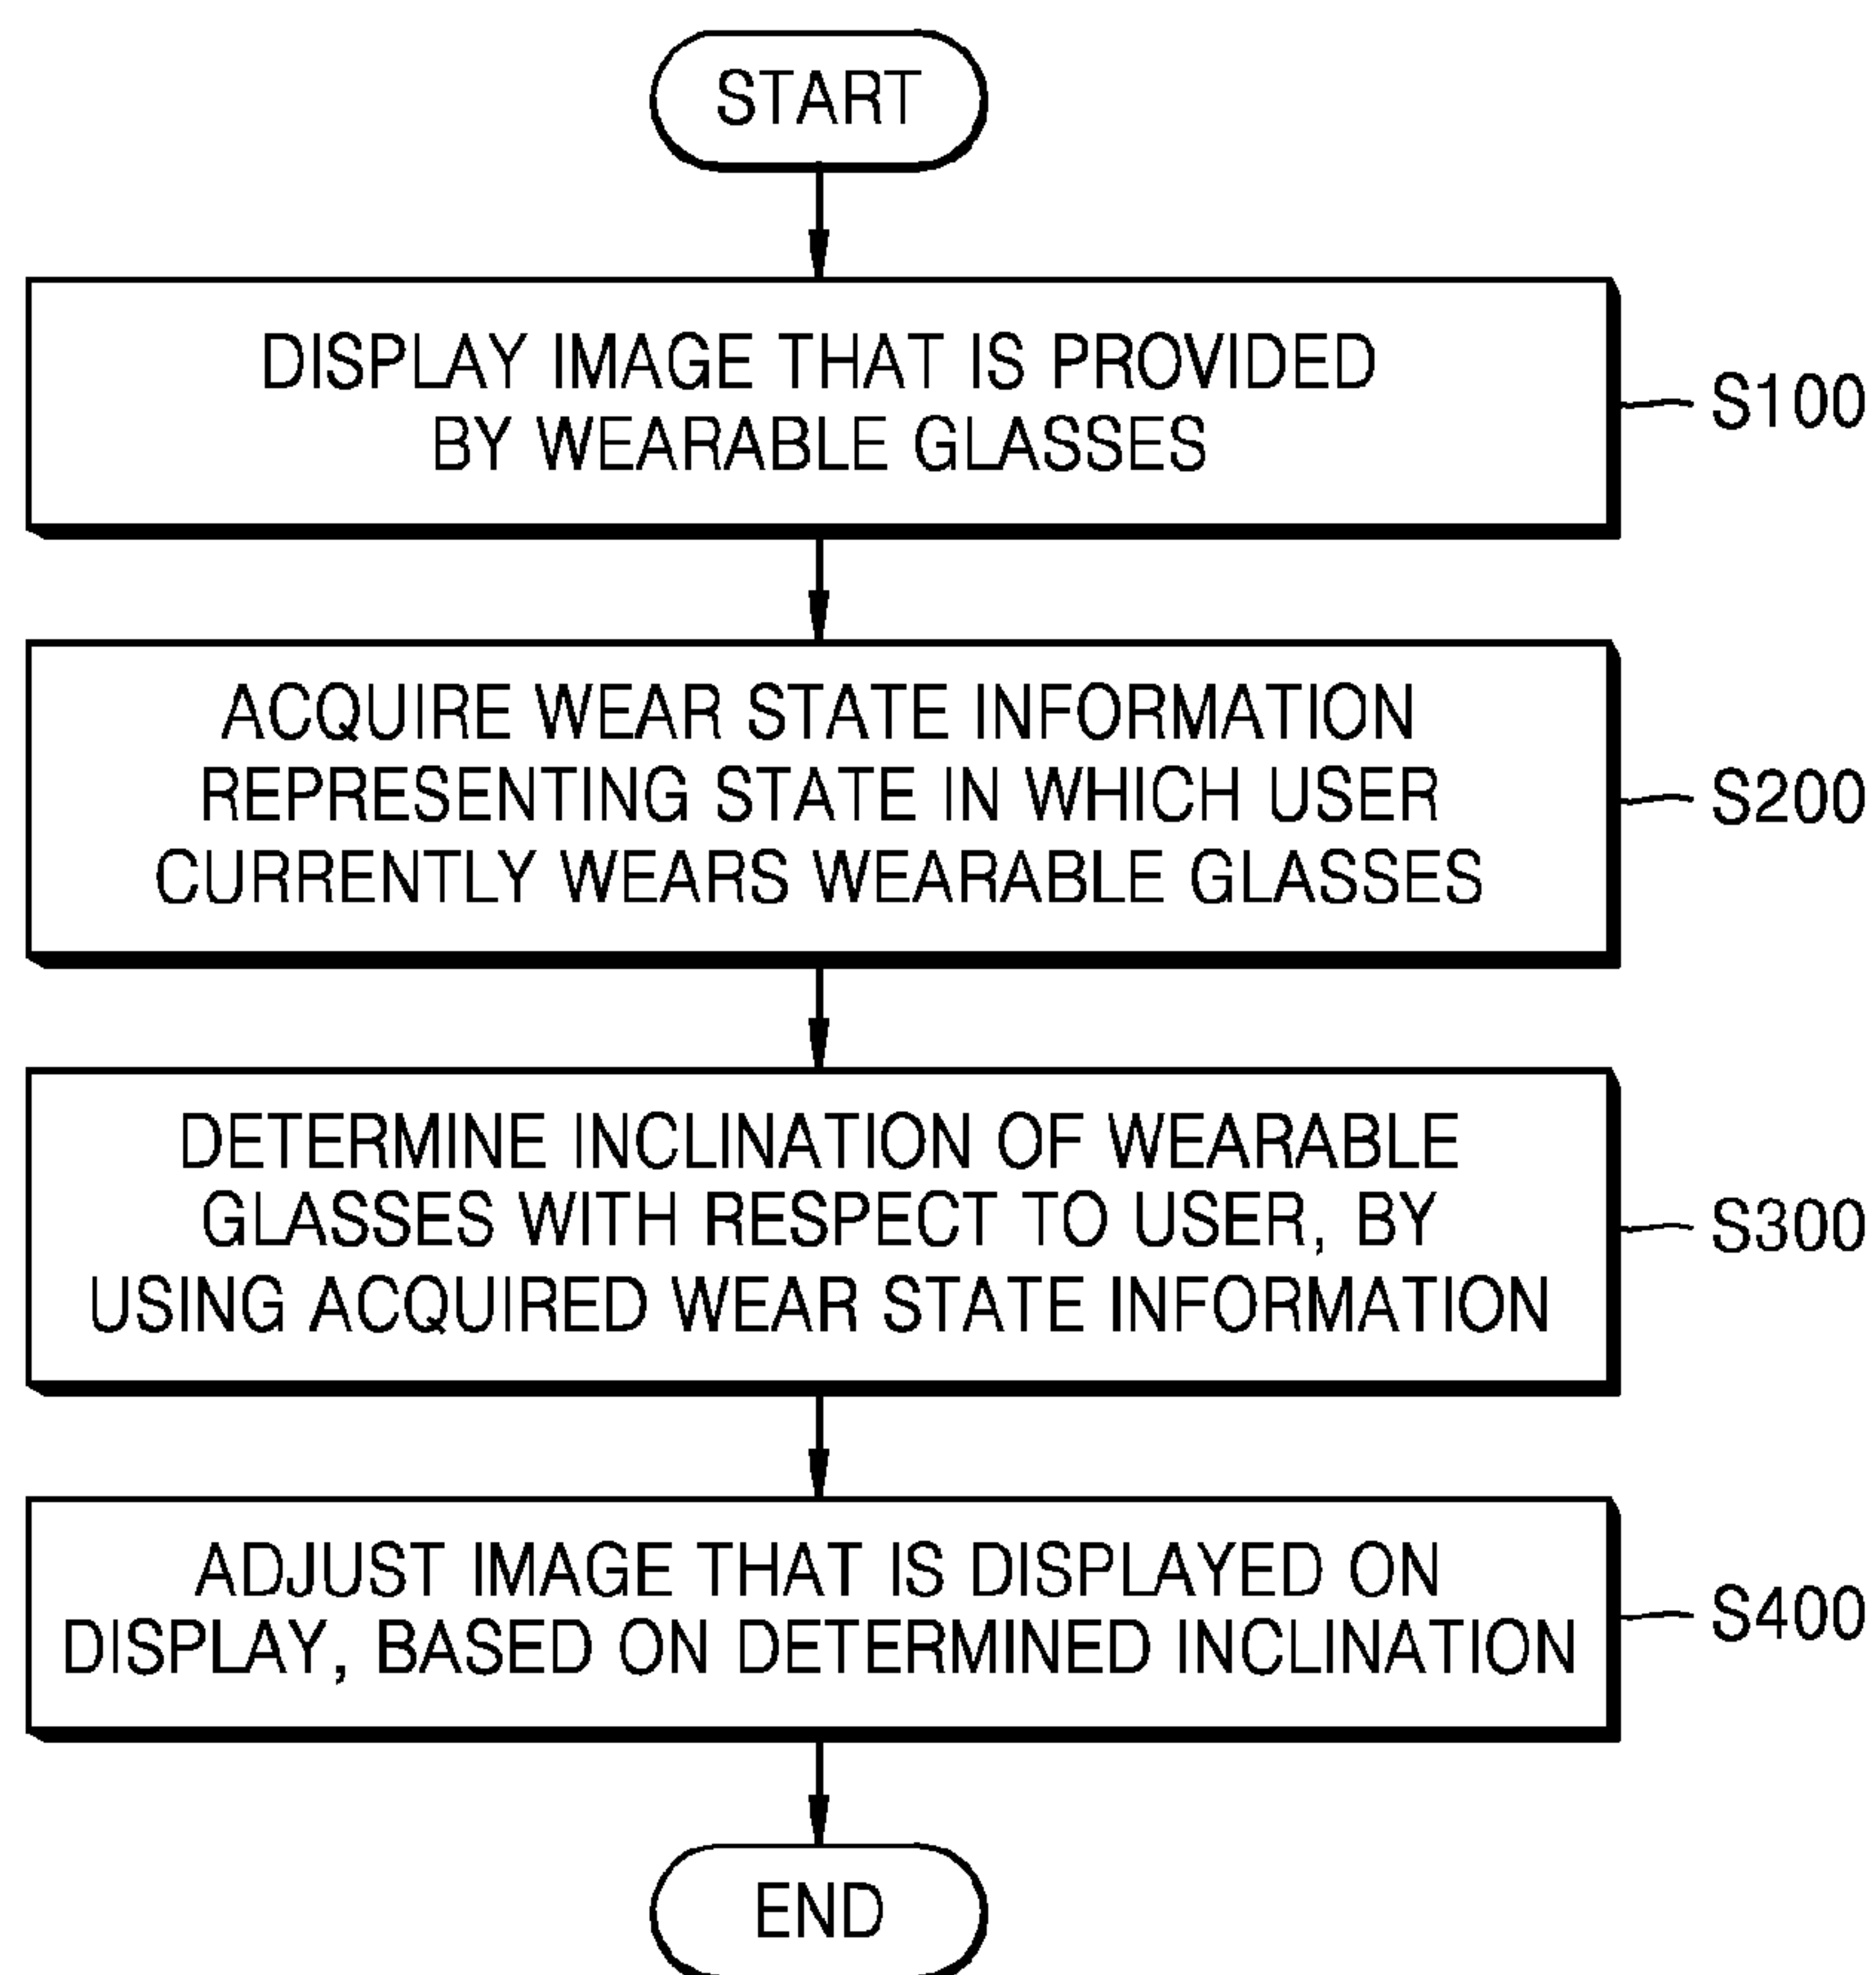 START
DISPLAY IMAGE THAT IS PROVIDED
BY WEARABLE GLASSES
S100
ACQUIRE WEAR STATE INFORMATION
REPRESENTING STATE IN WHICH USER
CURRENTLY WEARS WEARABLE GLASSES
S200
DETERMINE INCLINATION OF WEARABLE
GLASSES WITH RESPECT TO USER, BY
USING ACQUIRED WEAR STATE INFORMATION
S300
ADJUST IMAGE THAT IS DISPLAYED ON
DISPLAY, BASED ON DETERMINED INCLINATION
S400
END